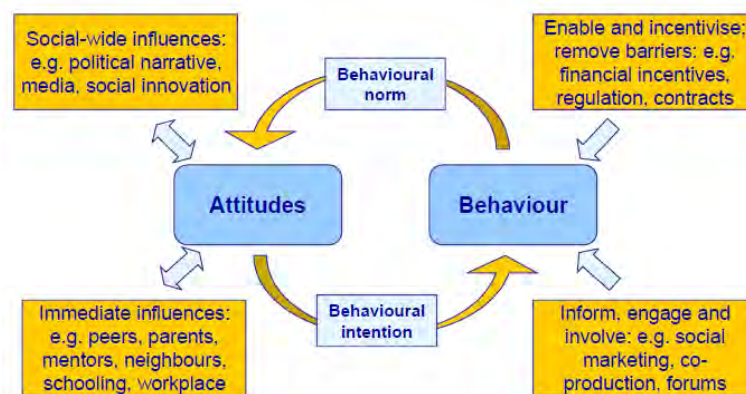 Social-wide influences:
e.g. political narrative,
media, social innovation
Enable and incentivise;
remove barriers: e.g.
financial incentives,
regulation, contracts
Behavioural
norm
Attitudes
Behaviour
Behavioural
intention
Immediate influences:
e.g. peers, parents,
mentors, neighbours,
schooling, workplace
Inform, engage and
involve: e.g. social
marketing, co-
production, forums